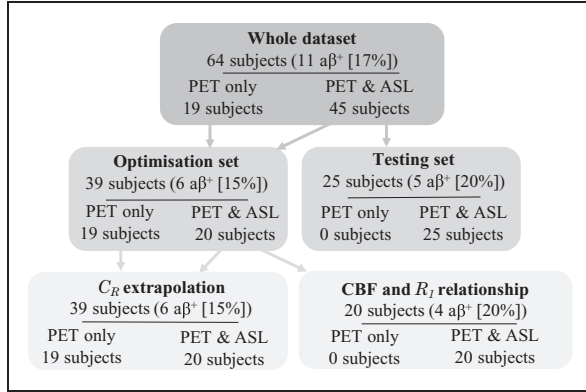 Whole dataset
64 subjects (11 aβ⁺ [17%])
PET only PET & ASL
19 subjects 45 subjects
Optimisation set
39 subjects (6 aβ⁺ [15%])
PET only PET & ASL
19 subjects 20 subjects
Testing set
25 subjects (5 aβ⁺ [20%])
PET only PET & ASL
0 subjects 25 subjects
C_R extrapolation
39 subjects (6 aβ⁺ [15%])
PET only PET & ASL
19 subjects 20 subjects
CBF and R_I relationship
20 subjects (4 aβ⁺ [20%])
PET only PET & ASL
0 subjects 20 subjects